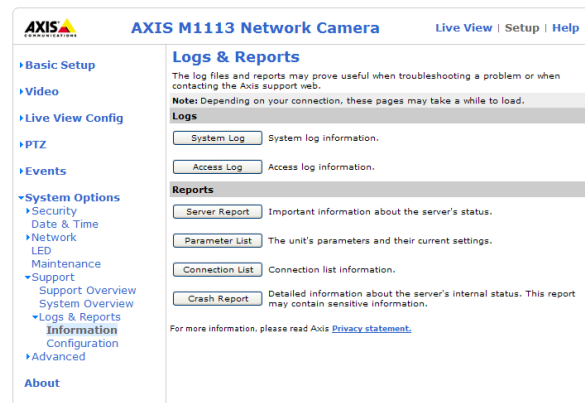 AXIS
COMMUNICATIONS
AXIS M1113 Network Camera
Live View | Setup | Help
Basic Setup
Video
Live View Config
PTZ
Events
System Options
Security
Date & Time
Network
LED
Maintenance
Support
Support Overview
System Overview
Logs & Reports
Information
Configuration
Advanced
About
Logs & Reports
The log files and reports may prove useful when troubleshooting a problem or when
contacting the Axis support web.
Note: Depending on your connection, these pages may take a while to load.
Logs
System Log System log information.
Access Log Access log information.
Reports
Server Report Important information about the server's status.
Parameter List The unit's parameters and their current settings.
Connection List Connection list information.
Crash Report Detailed information about the server's internal status. This report
may contain sensitive information.
For more information, please read Axis Privacy statement.